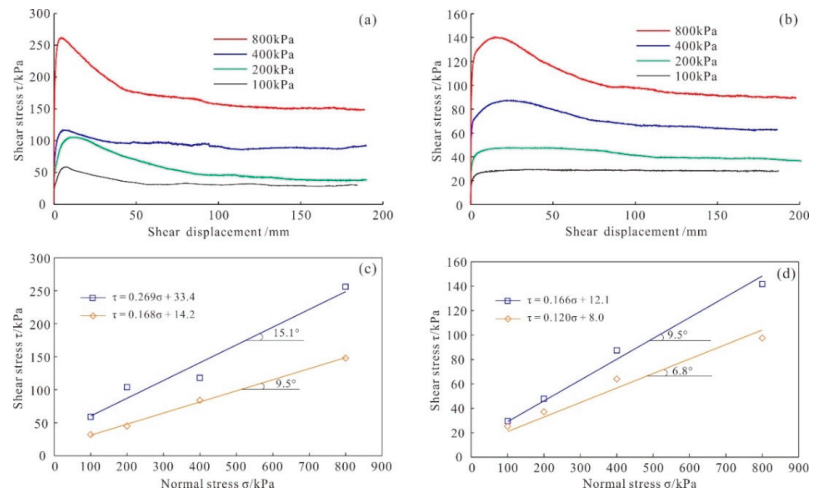 300
250
200
150
100
50
0
Shear stress τ/kPa
(a)
800kPa
400kPa
200kPa
100kPa
0
50
100
150
200
Shear displacement /mm
160
140
120
100
80
60
40
20
0
Shear stress τ/kPa
(b)
800kPa
400kPa
200kPa
100kPa
0
50
100
150
200
Shear displacement /mm
300
250
200
150
100
50
0
Shear stress τ/kPa
(c)
τ = 0.269σ + 33.4
τ = 0.168σ + 14.2
15.1°
9.5°
0 100 200 300 400 500 600 700 800 900
Normal stress σ/kPa
160
140
120
100
80
60
40
20
0
Shear stress τ/kPa
(d)
τ = 0.166σ + 12.1
τ = 0.120σ + 8.0
9.5°
6.8°
0 100 200 300 400 500 600 700 800 900
Normal stress σ/kPa